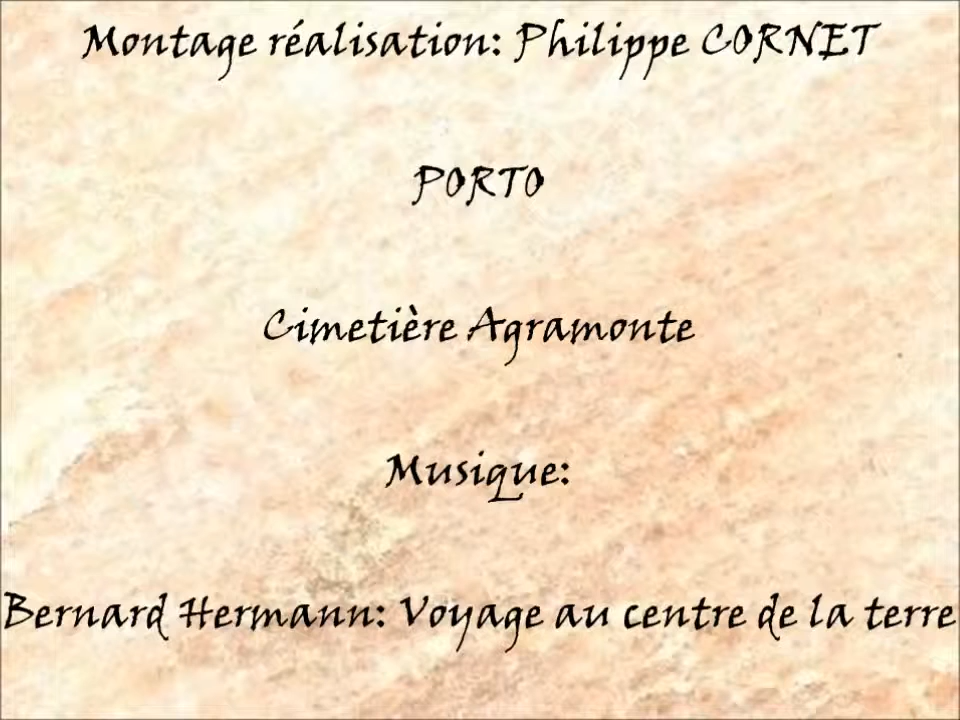 Montage réalisation: Philippe CORNET
PORTO
Cimetière Agramonte
Musique:
Bernard Hermann: Voyage au centre de la terre